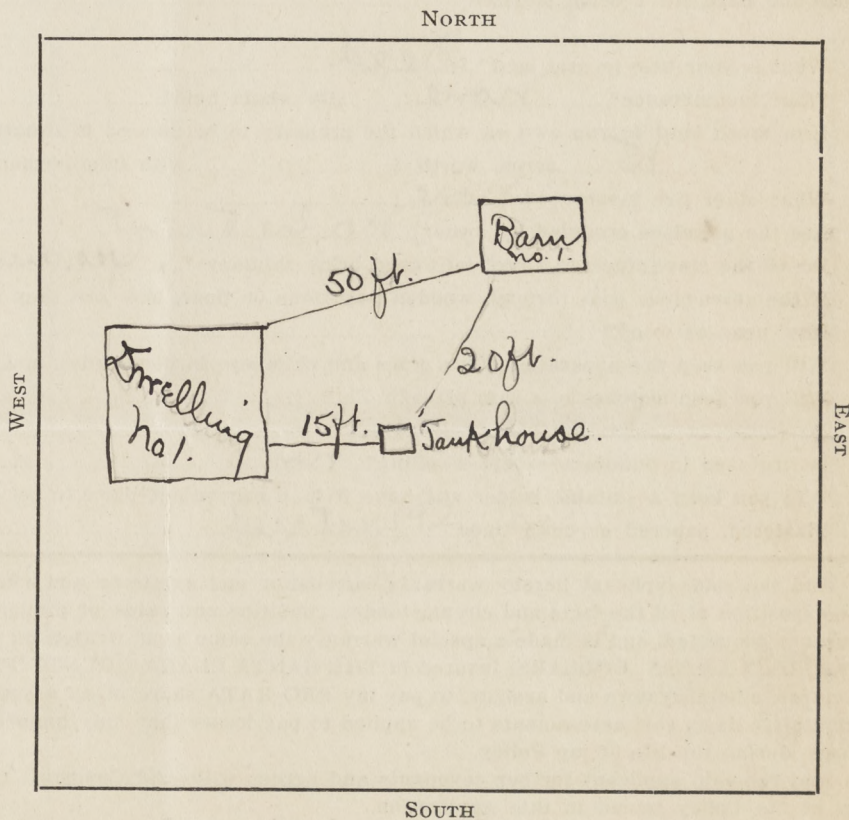 NORTH
Barn
no. 1.
50 ft.
20 ft.
WEST
Dwelling
no 1.
15 ft.
Tankhouse.
EAST
SOUTH